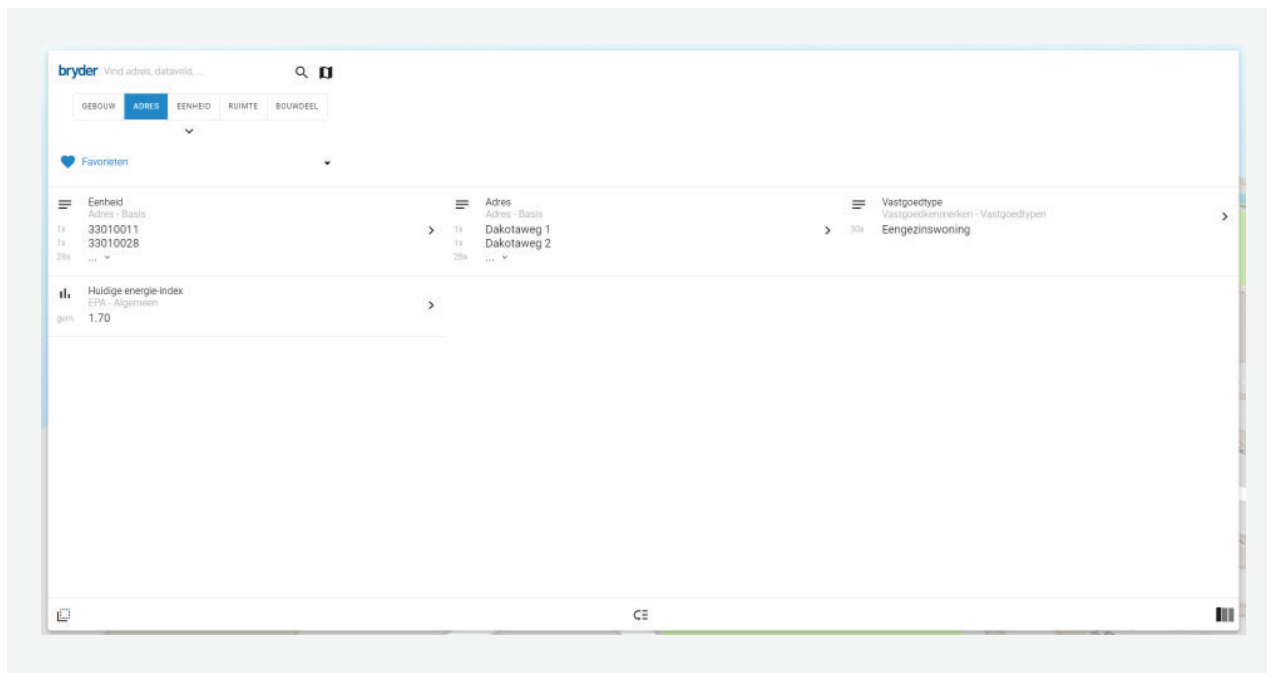 bryder Vind adres, dataveld, ...
GEBOUW ADRES EENHEID RUIMTE BOUWDEEL
Favorieten
Eenheid
Adres - Basis
1x 33010011
1x 33010028
28x ...
Adres
Adres - Basis
1x Dakotaweg 1
1x Dakotaweg 2
28x ...
Vastgoedtype
Vastgoedkenmerken - Vastgoedtypen
30x Eengezinswoning
Huidige energie-index
EPA - Algemeen
gem. 1.70